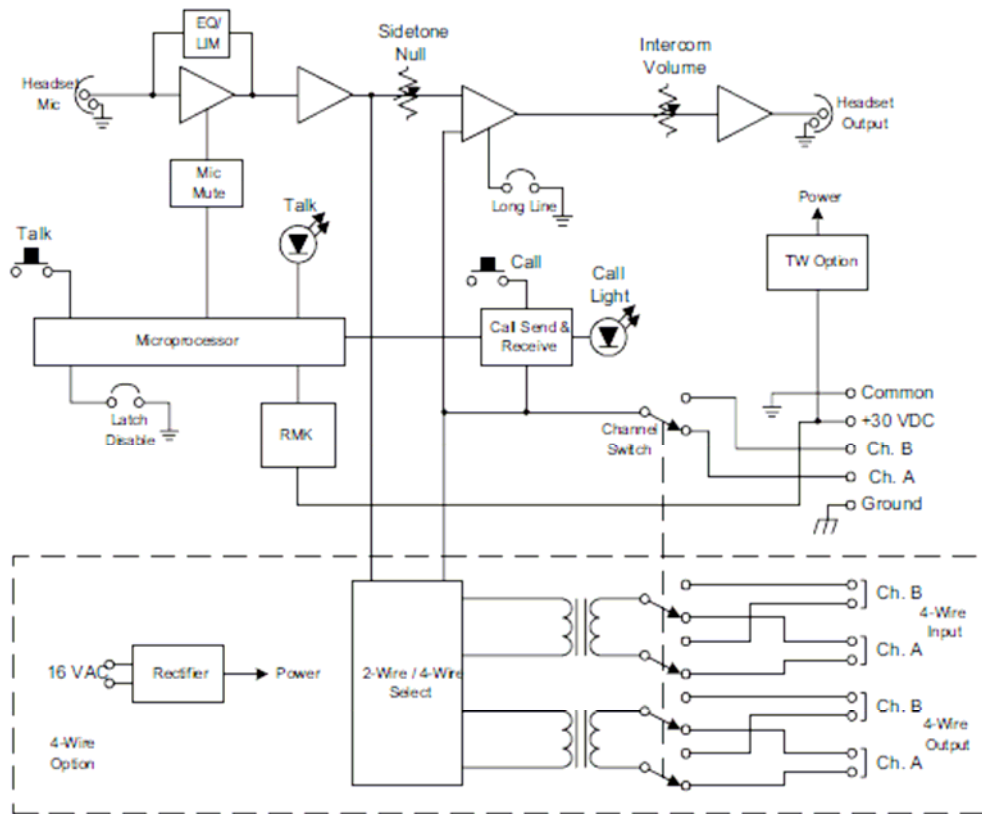 EQ/
LIM
Sidetone
Null
Intercom
Volume
Headset
Mic
Headset
Output
Mic
Mute
Long Line
Power
Talk
Talk
TW Option
Call
Call
Light
Microprocessor
Call Send &
Receive
Common
+30 VDC
Latch
Disable
RMK
Channel
Switch
Ch. B
Ch. A
Ground
Ch. B
4-Wire
Input
Ch. A
16 VAC
Rectifier
Power
2-Wire / 4-Wire
Select
Ch. B
4-Wire
Output
4-Wire
Option
Ch. A